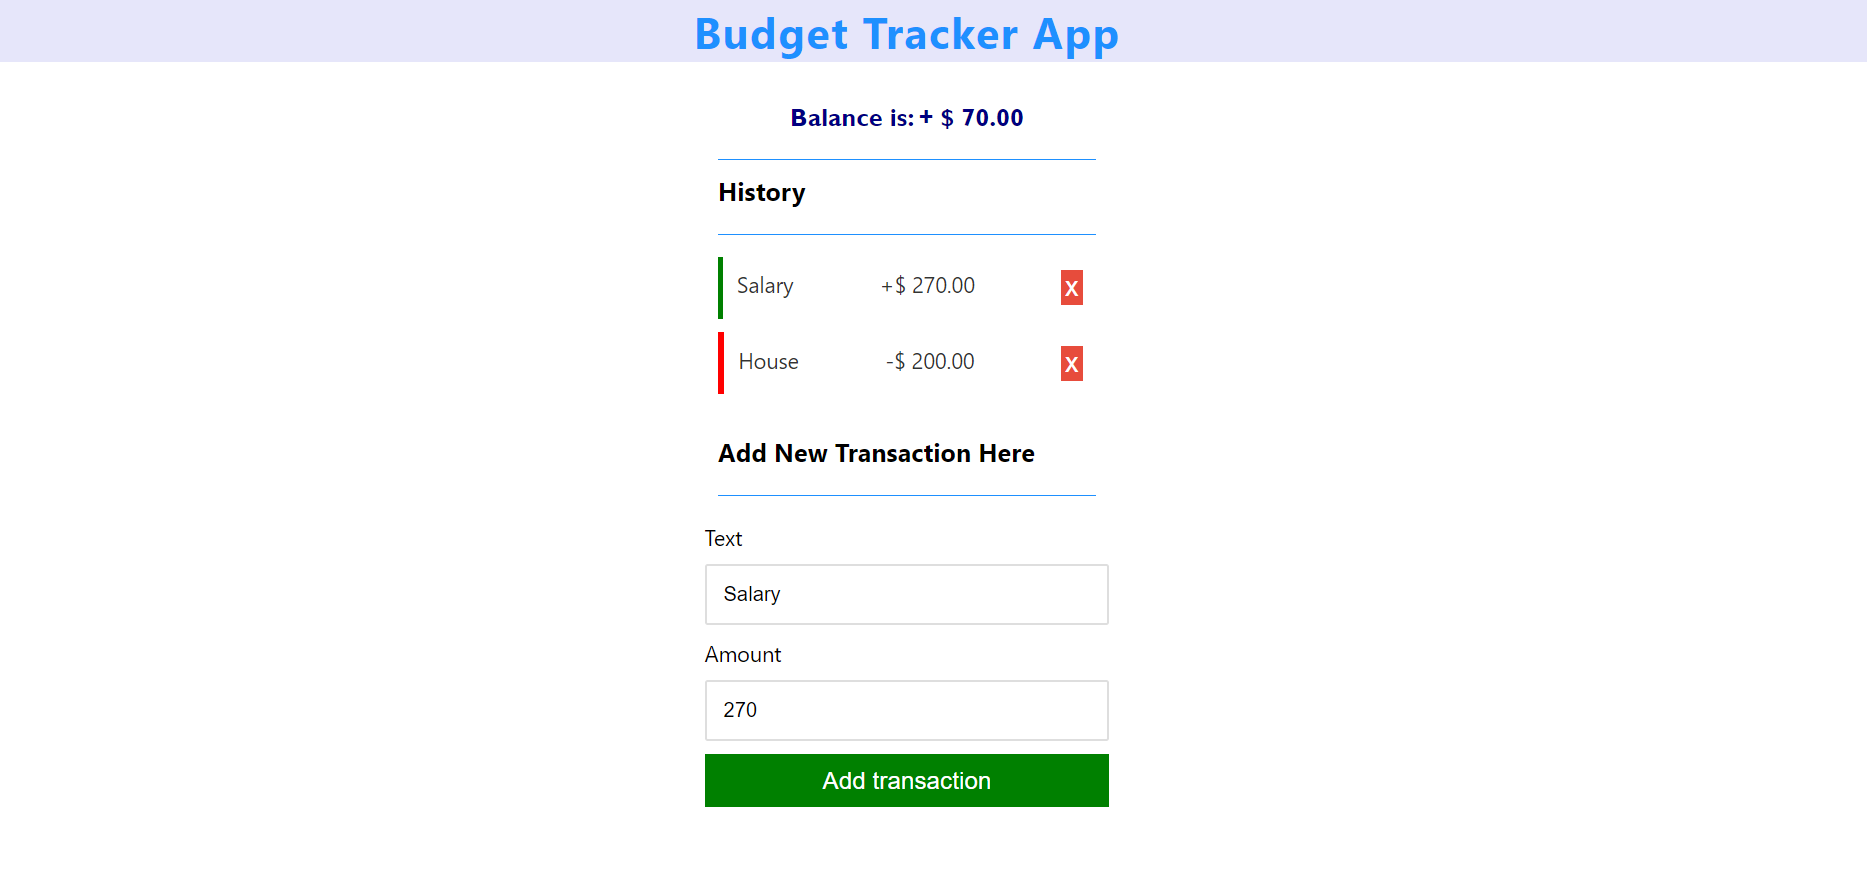 Budget Tracker App
Balance is: + $ 70.00
History
Salary +$ 270.00 X
House -$ 200.00 X
Add New Transaction Here
Text
Salary
Amount
270
Add transaction